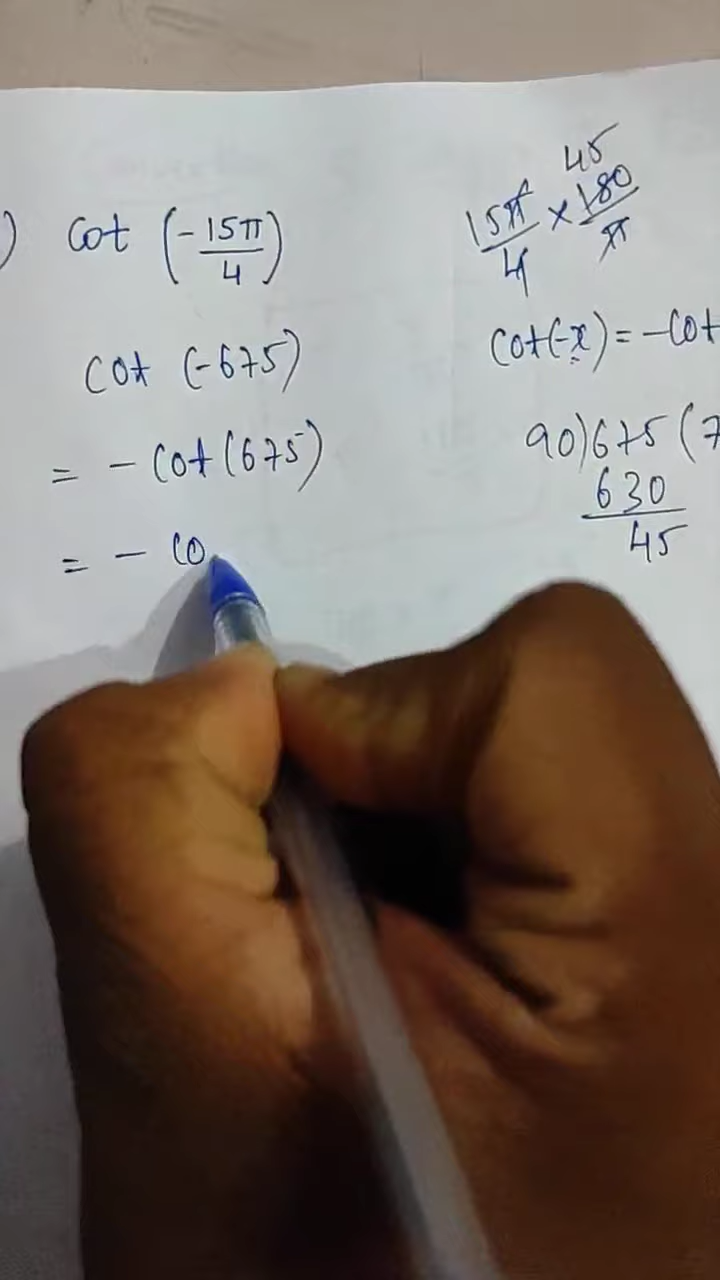 ) cot (-15π/4)
cot (-675)
= - cot (675)
= - co
45
15π/4 × 180/π
cot(-x) = -cot
90)675(7
630
45